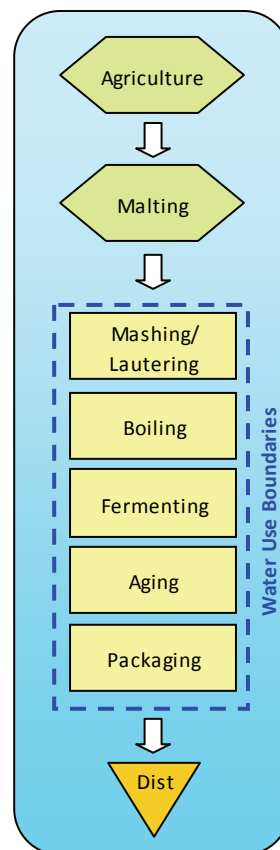 Agriculture
Malting
Mashing/
Lautering
Boiling
Fermenting
Aging
Packaging
Water Use Boundaries
Dist